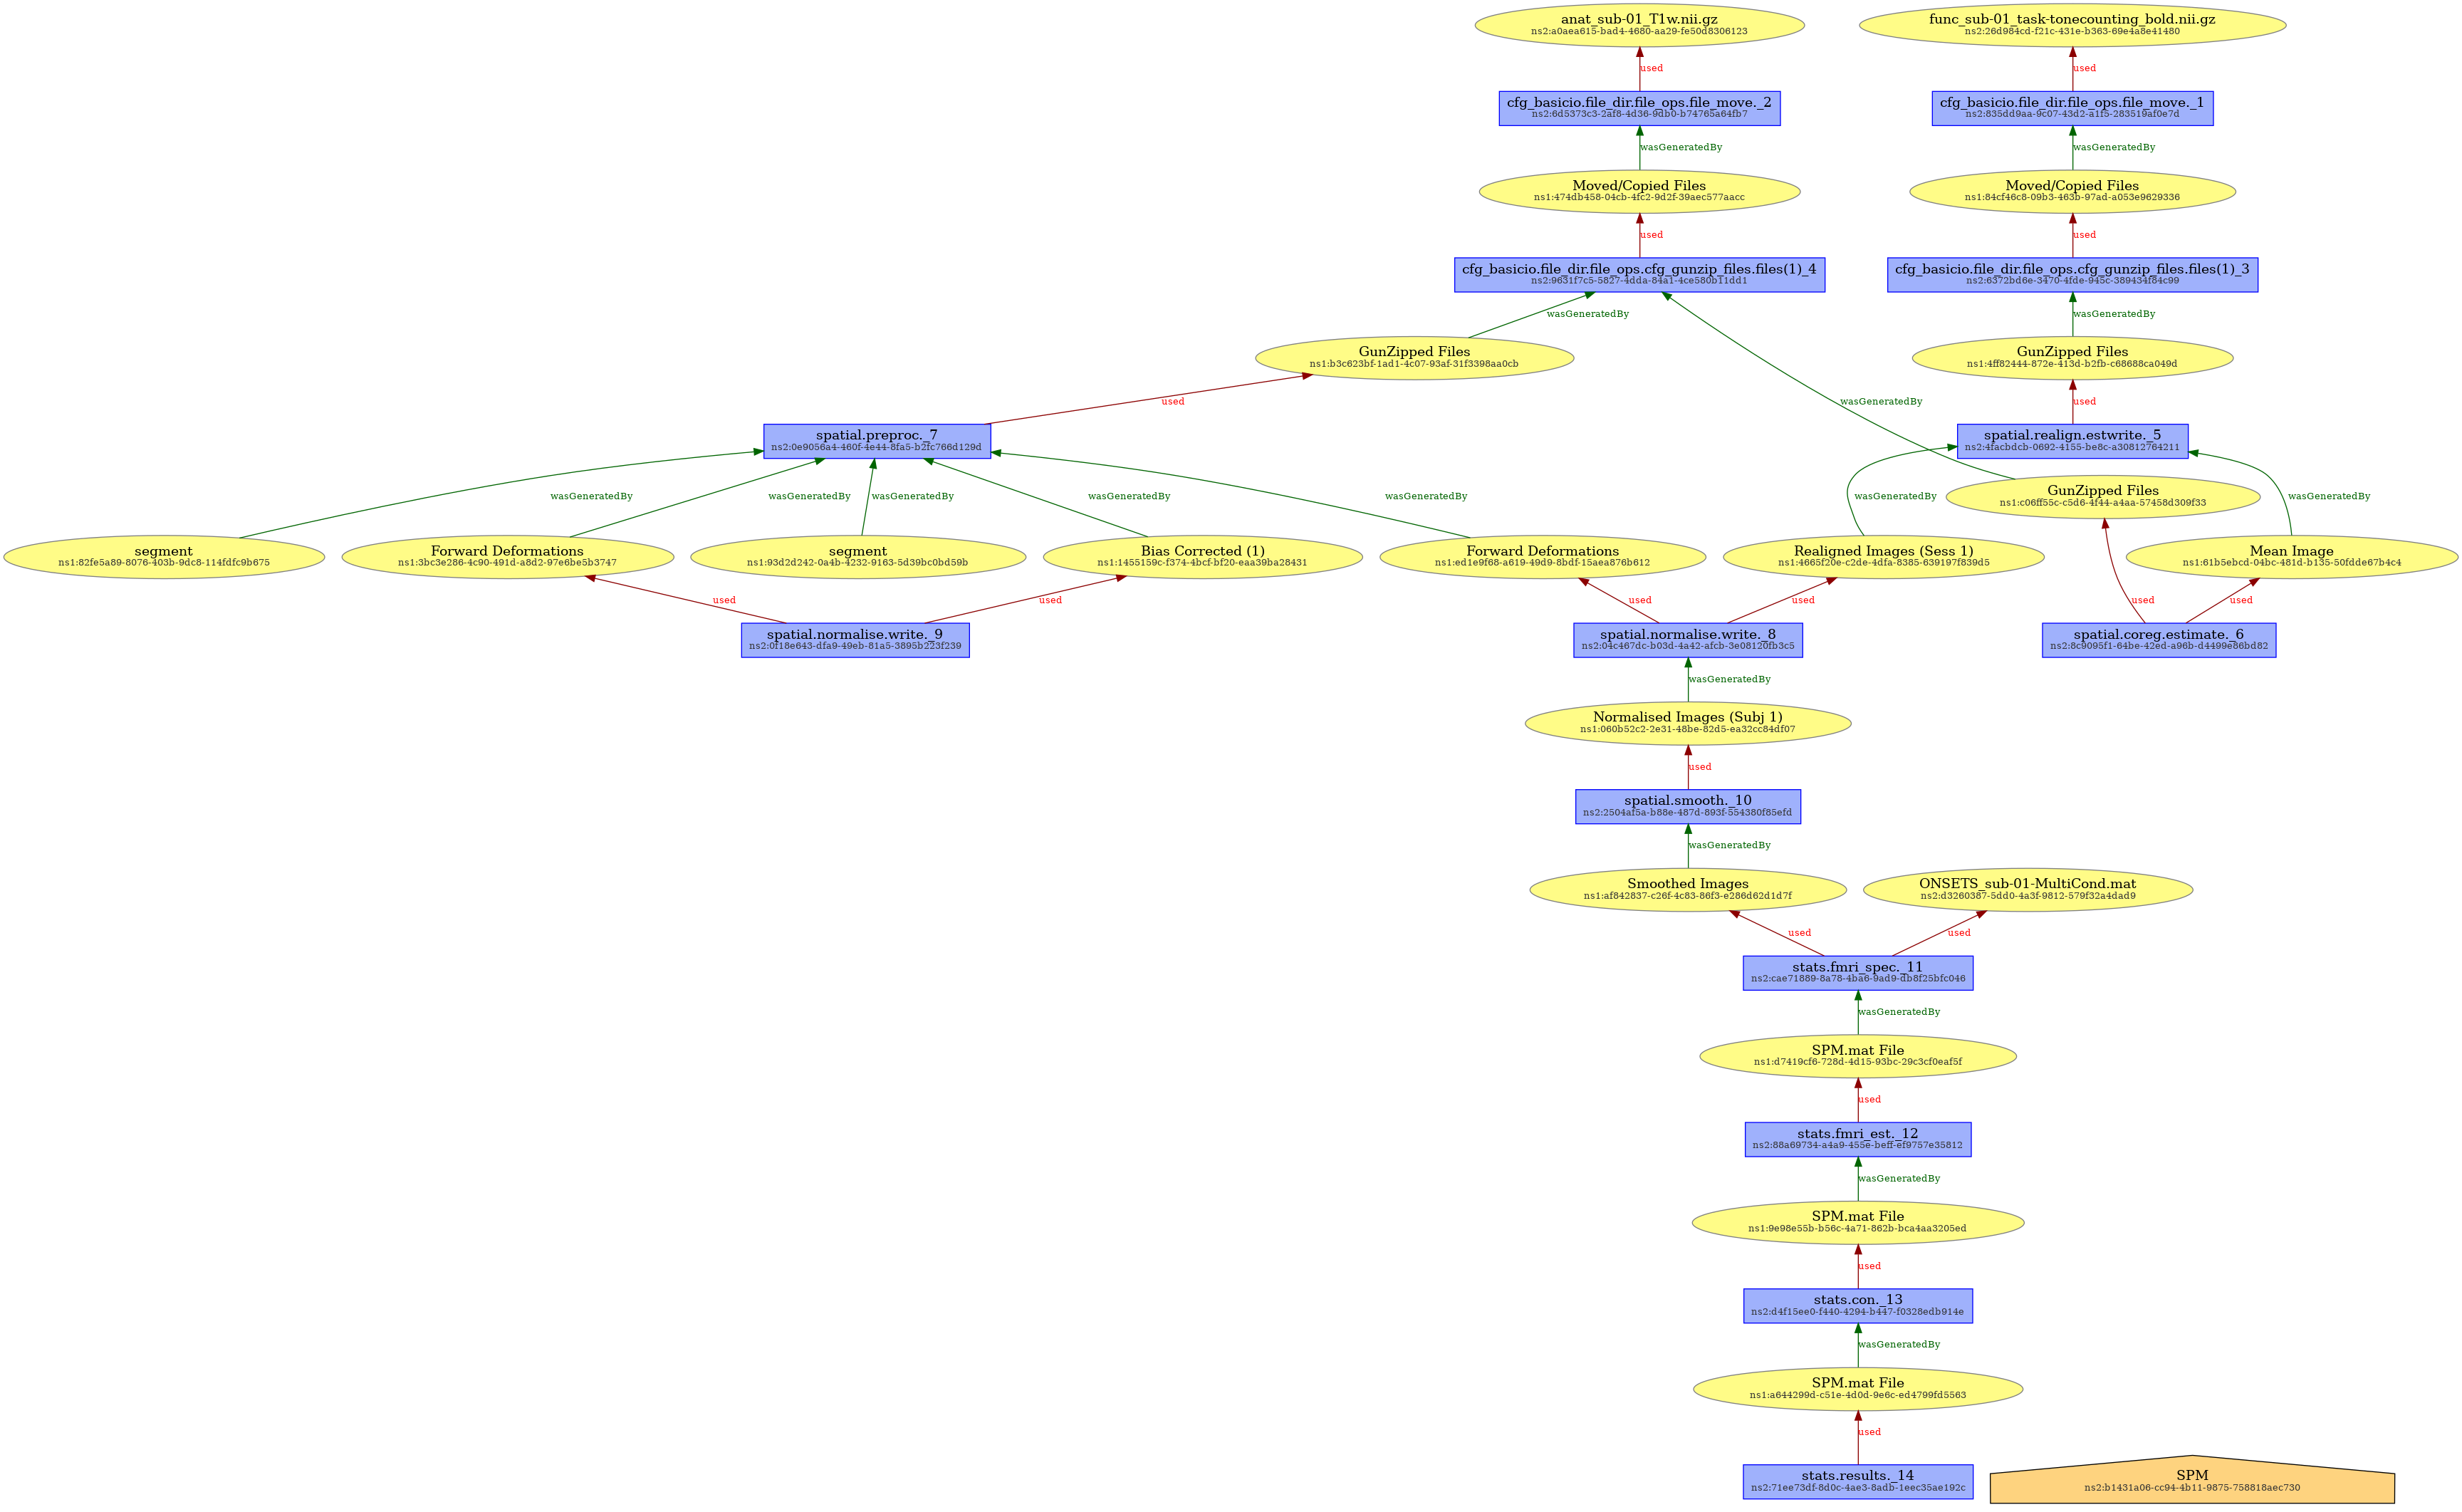 anat_sub-01_T1w.nii.gz
ns2:a0aea615-bad4-4680-aa29-fe50d8306123
func_sub-01_task-tonecounting_bold.nii.gz
ns2:26d984cd-f21c-431e-b363-69e4a8e41480
used
used
cfg_basicio.file_dir.file_ops.file_move._2
ns2:6d5373c3-2af8-4d36-9db0-b74765a64fb7
cfg_basicio.file_dir.file_ops.file_move._1
ns2:835dd9aa-9c07-43d2-a1f5-283519af0e7d
wasGeneratedBy
wasGeneratedBy
Moved/Copied Files
ns1:474db458-04cb-4fc2-9d2f-39aec577aacc
Moved/Copied Files
ns1:84cf46c8-09b3-463b-97ad-a053e9629336
used
used
cfg_basicio.file_dir.file_ops.cfg_gunzip_files.files(1)_4
ns2:9631f7c5-5827-4dda-84a1-4ce580b11dd1
cfg_basicio.file_dir.file_ops.cfg_gunzip_files.files(1)_3
ns2:6372bd6e-3470-4fde-945c-389434f84c99
wasGeneratedBy
wasGeneratedBy
GunZipped Files
ns1:b3c623bf-1ad1-4c07-93af-31f3398aa0cb
GunZipped Files
ns1:4ff82444-872e-413d-b2fb-c68688ca049d
used
wasGeneratedBy
used
spatial.preproc._7
ns2:0e9056a4-460f-4e44-8fa5-b2fc766d129d
spatial.realign.estwrite._5
ns2:4facbdcb-0692-4155-be8c-a30812764211
wasGeneratedBy
wasGeneratedBy
wasGeneratedBy
wasGeneratedBy
wasGeneratedBy
wasGeneratedBy
GunZipped Files
ns1:c06ff55c-c5d6-4f44-a4aa-57458d309f33
wasGeneratedBy
segment
ns1:82fe5a89-8076-403b-9dc8-114fdfc9b675
Forward Deformations
ns1:3bc3e286-4c90-491d-a8d2-97e6be5b3747
segment
ns1:93d2d242-0a4b-4232-9163-5d39bc0bd59b
Bias Corrected (1)
ns1:1455159c-f374-4bcf-bf20-eaa39ba28431
Forward Deformations
ns1:ed1e9f68-a619-49d9-8bdf-15aea876b612
Realigned Images (Sess 1)
ns1:4665f20e-c2de-4dfa-8385-639197f839d5
Mean Image
ns1:61b5ebcd-04bc-481d-b135-50fdde67b4c4
used
used
used
used
used
used
spatial.normalise.write._9
ns2:0f18e643-dfa9-49eb-81a5-3895b223f239
spatial.normalise.write._8
ns2:04c467dc-b03d-4a42-afcb-3e08120fb3c5
spatial.coreg.estimate._6
ns2:8c9095f1-64be-42ed-a96b-d4499e86bd82
wasGeneratedBy
Normalised Images (Subj 1)
ns1:060b52c2-2e31-48be-82d5-ea32cc84df07
used
spatial.smooth._10
ns2:2504af5a-b88e-487d-893f-554380f85efd
wasGeneratedBy
Smoothed Images
ns1:af842837-c26f-4c83-86f3-e286d62d1d7f
ONSETS_sub-01-MultiCond.mat
ns2:d3260387-5dd0-4a3f-9812-579f32a4dad9
used
used
stats.fmri_spec._11
ns2:cae71889-8a78-4ba6-9ad9-db8f25bfc046
wasGeneratedBy
SPM.mat File
ns1:d7419cf6-728d-4d15-93bc-29c3cf0eaf5f
used
stats.fmri_est._12
ns2:88a69734-a4a9-455e-beff-ef9757e35812
wasGeneratedBy
SPM.mat File
ns1:9e98e55b-b56c-4a71-862b-bca4aa3205ed
used
stats.con._13
ns2:d4f15ee0-f440-4294-b447-f0328edb914e
wasGeneratedBy
SPM.mat File
ns1:a644299d-c51e-4d0d-9e6c-ed4799fd5563
used
stats.results._14
ns2:71ee73df-8d0c-4ae3-8adb-1eec35ae192c
SPM
ns2:b1431a06-cc94-4b11-9875-758818aec730